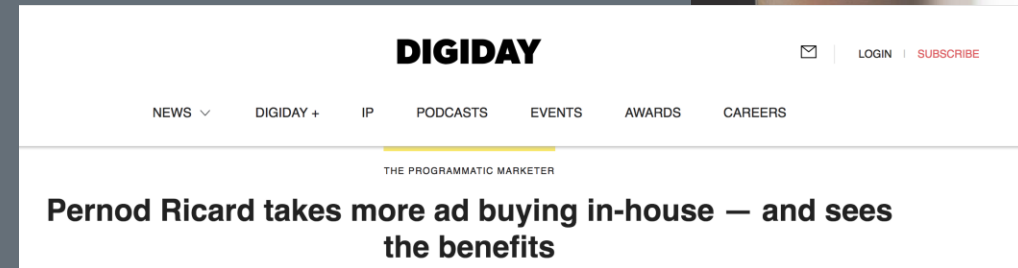 DIGIDAY
LOGIN | SUBSCRIBE
NEWS DIGIDAY + IP PODCASTS EVENTS AWARDS CAREERS
THE PROGRAMMATIC MARKETER
Pernod Ricard takes more ad buying in-house — and sees
the benefits